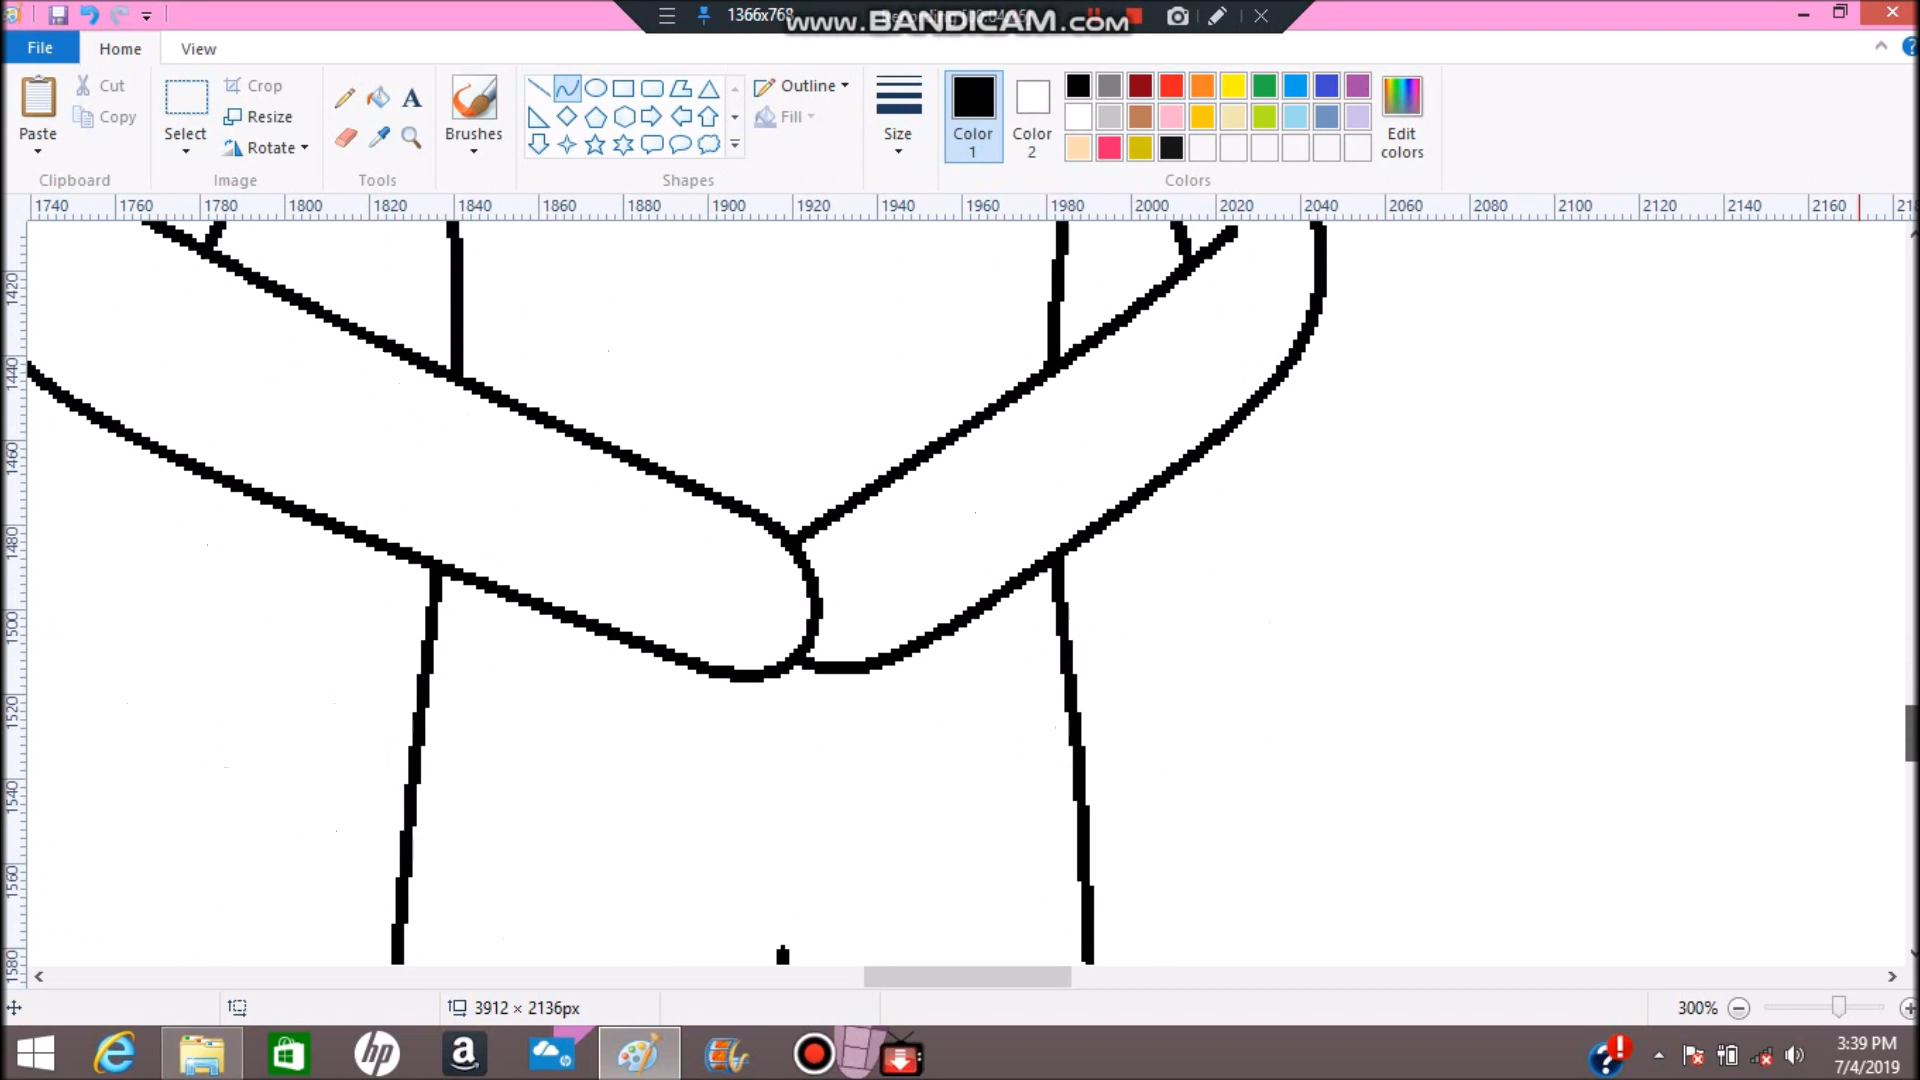 1366x768
www.BANDICAM.com
File
Home
View
Paste
Cut
Copy
Clipboard
Select
Crop
Resize
Rotate
Image
A
Tools
Brushes
Shapes
Outline
Fill
Size
Color 1
Color 2
Edit colors
Colors
1740 1760 1780 1800 1820 1840 1860 1880 1900 1920 1940 1960 1980 2000 2020 2040 2060 2080 2100 2120 2140 2160
1420
1440
1460
1480
1500
1520
1540
1560
1580
3912 × 2136px
300%
hp
a
3:39 PM
7/4/2019